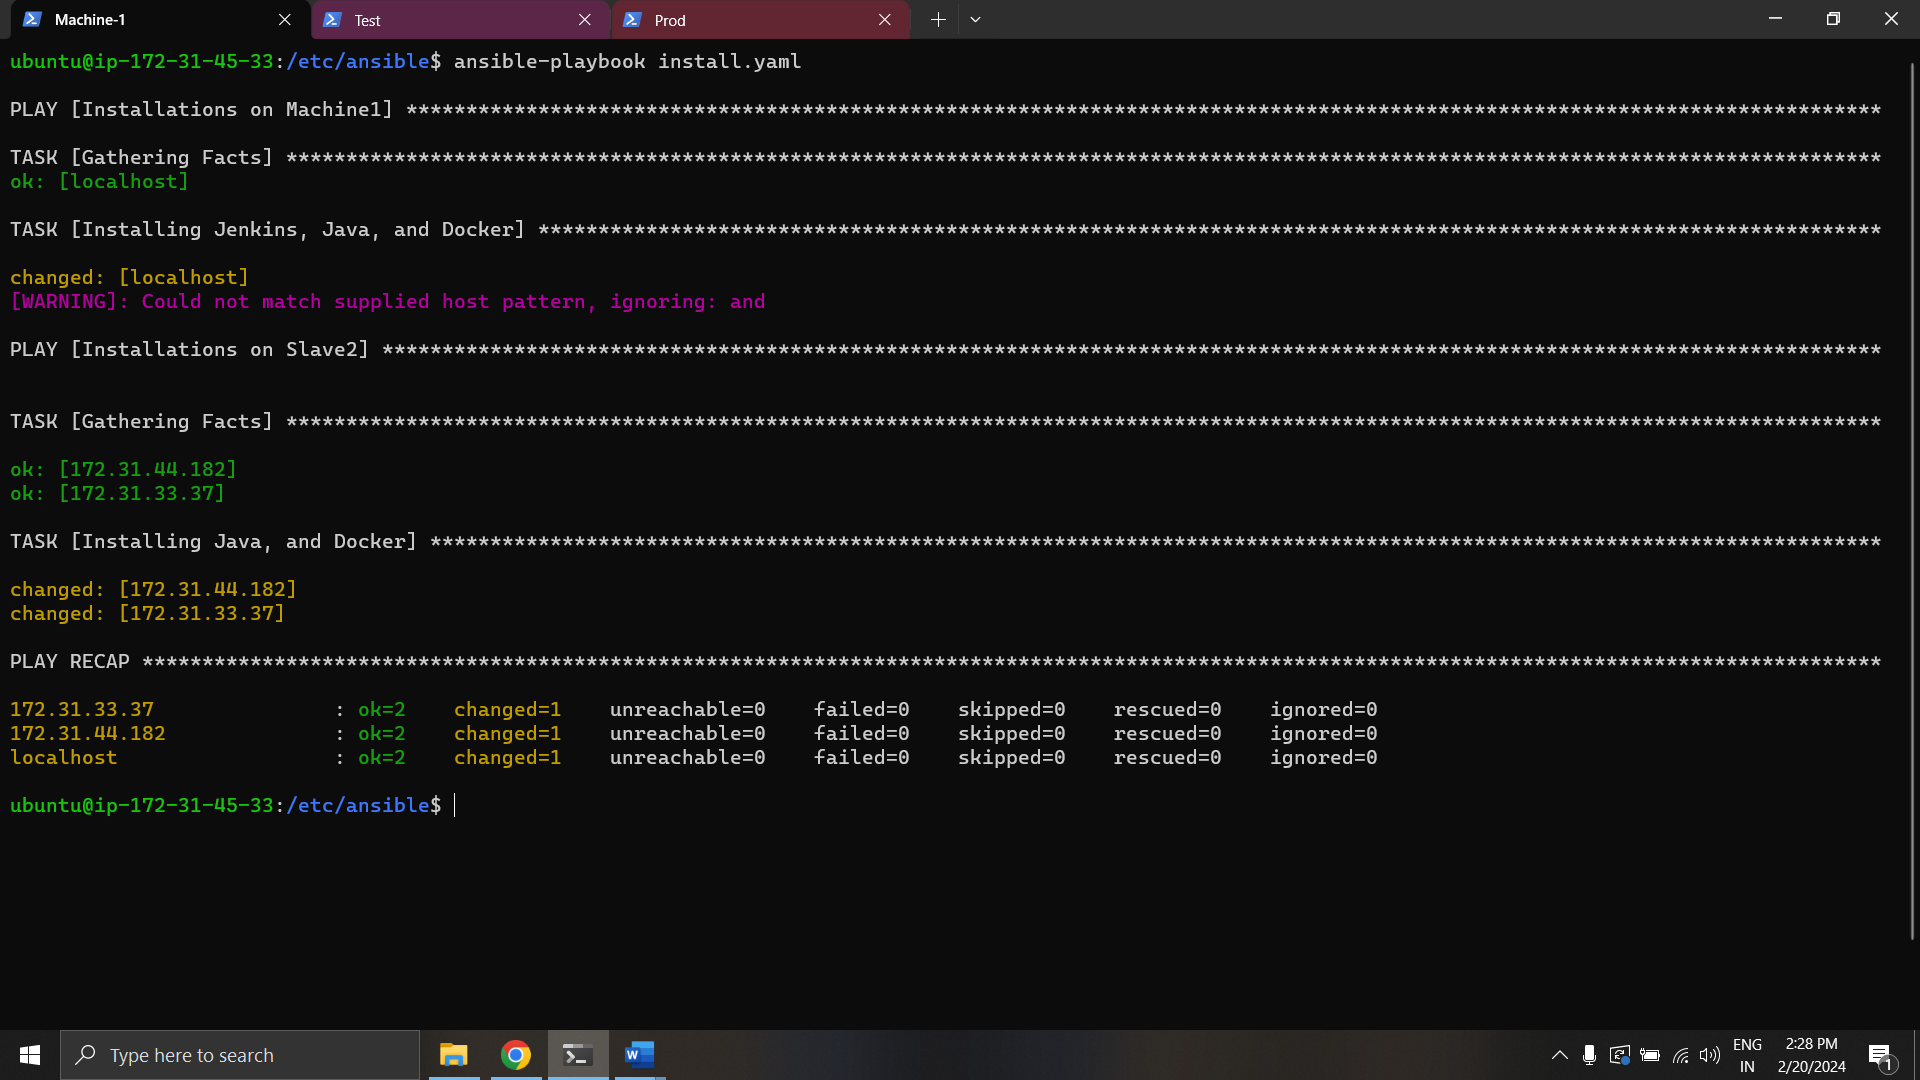 Machine-1 Test Prod
ubuntu@ip-172-31-45-33:/etc/ansible$ ansible-playbook install.yaml
PLAY [Installations on Machine1] ***************************************************************************************************************************
TASK [Gathering Facts] *************************************************************************************************************************************
ok: [localhost]
TASK [Installing Jenkins, Java, and Docker] ****************************************************************************************************************
changed: [localhost]
[WARNING]: Could not match supplied host pattern, ignoring: and
PLAY [Installations on Slave2] *****************************************************************************************************************************
TASK [Gathering Facts] *************************************************************************************************************************************
ok: [172.31.44.182]
ok: [172.31.33.37]
TASK [Installing Java, and Docker] *************************************************************************************************************************
changed: [172.31.44.182]
changed: [172.31.33.37]
PLAY RECAP *************************************************************************************************************************************************
172.31.33.37 : ok=2 changed=1 unreachable=0 failed=0 skipped=0 rescued=0 ignored=0
172.31.44.182 : ok=2 changed=1 unreachable=0 failed=0 skipped=0 rescued=0 ignored=0
localhost : ok=2 changed=1 unreachable=0 failed=0 skipped=0 rescued=0 ignored=0
ubuntu@ip-172-31-45-33:/etc/ansible$
Type here to search
W
ENG
IN
2:28 PM
2/20/2024
1